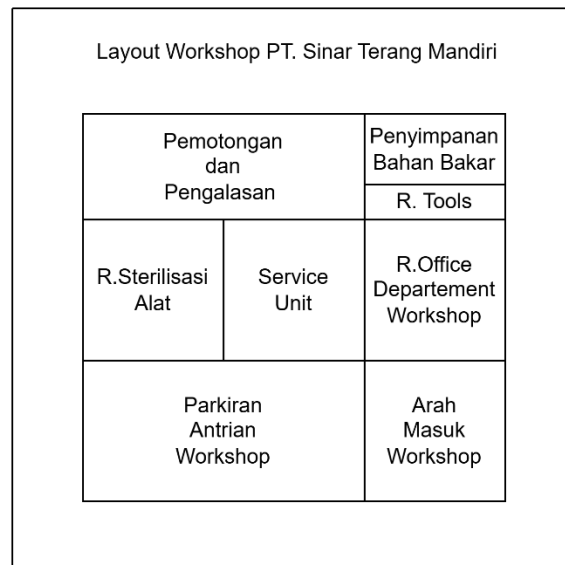 Layout Workshop PT. Sinar Terang Mandiri
Pemotongan
dan
Pengalasan
Penyimpanan
Bahan Bakar
R. Tools
R.Sterilisasi
Alat
Service
Unit
R.Office
Departement
Workshop
Parkiran
Antrian
Workshop
Arah
Masuk
Workshop